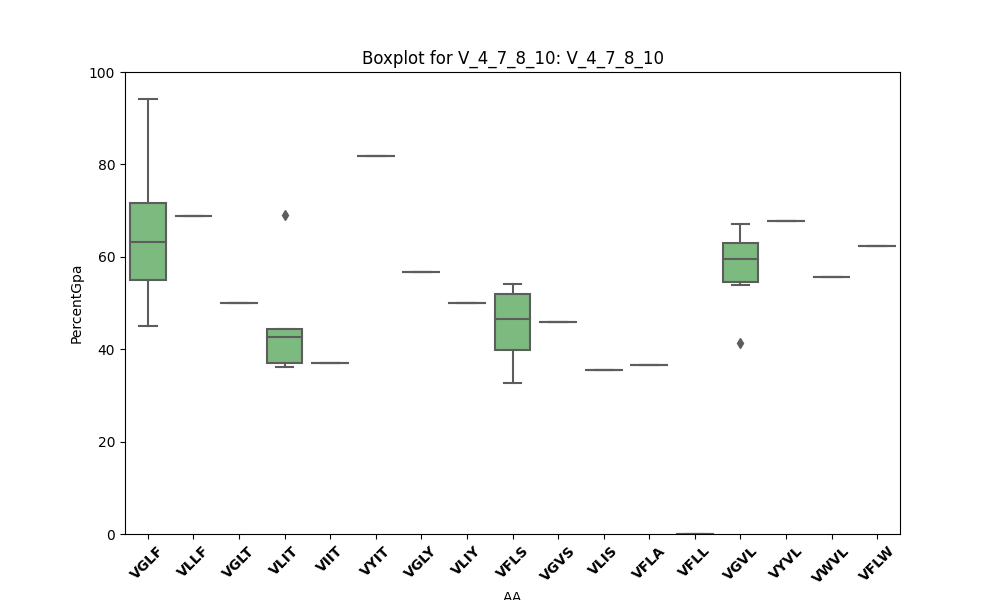 Boxplot for V_4_7_8_10: V_4_7_8_10
100
80
60
40
20
0
PercentGpa
VGLF VLLF VGLT VLIT VIIT VYIT VGLY VLIY VFLS VGVS VLIS VFLA VFLL VGVL VYVL VWVL VFLW
AA